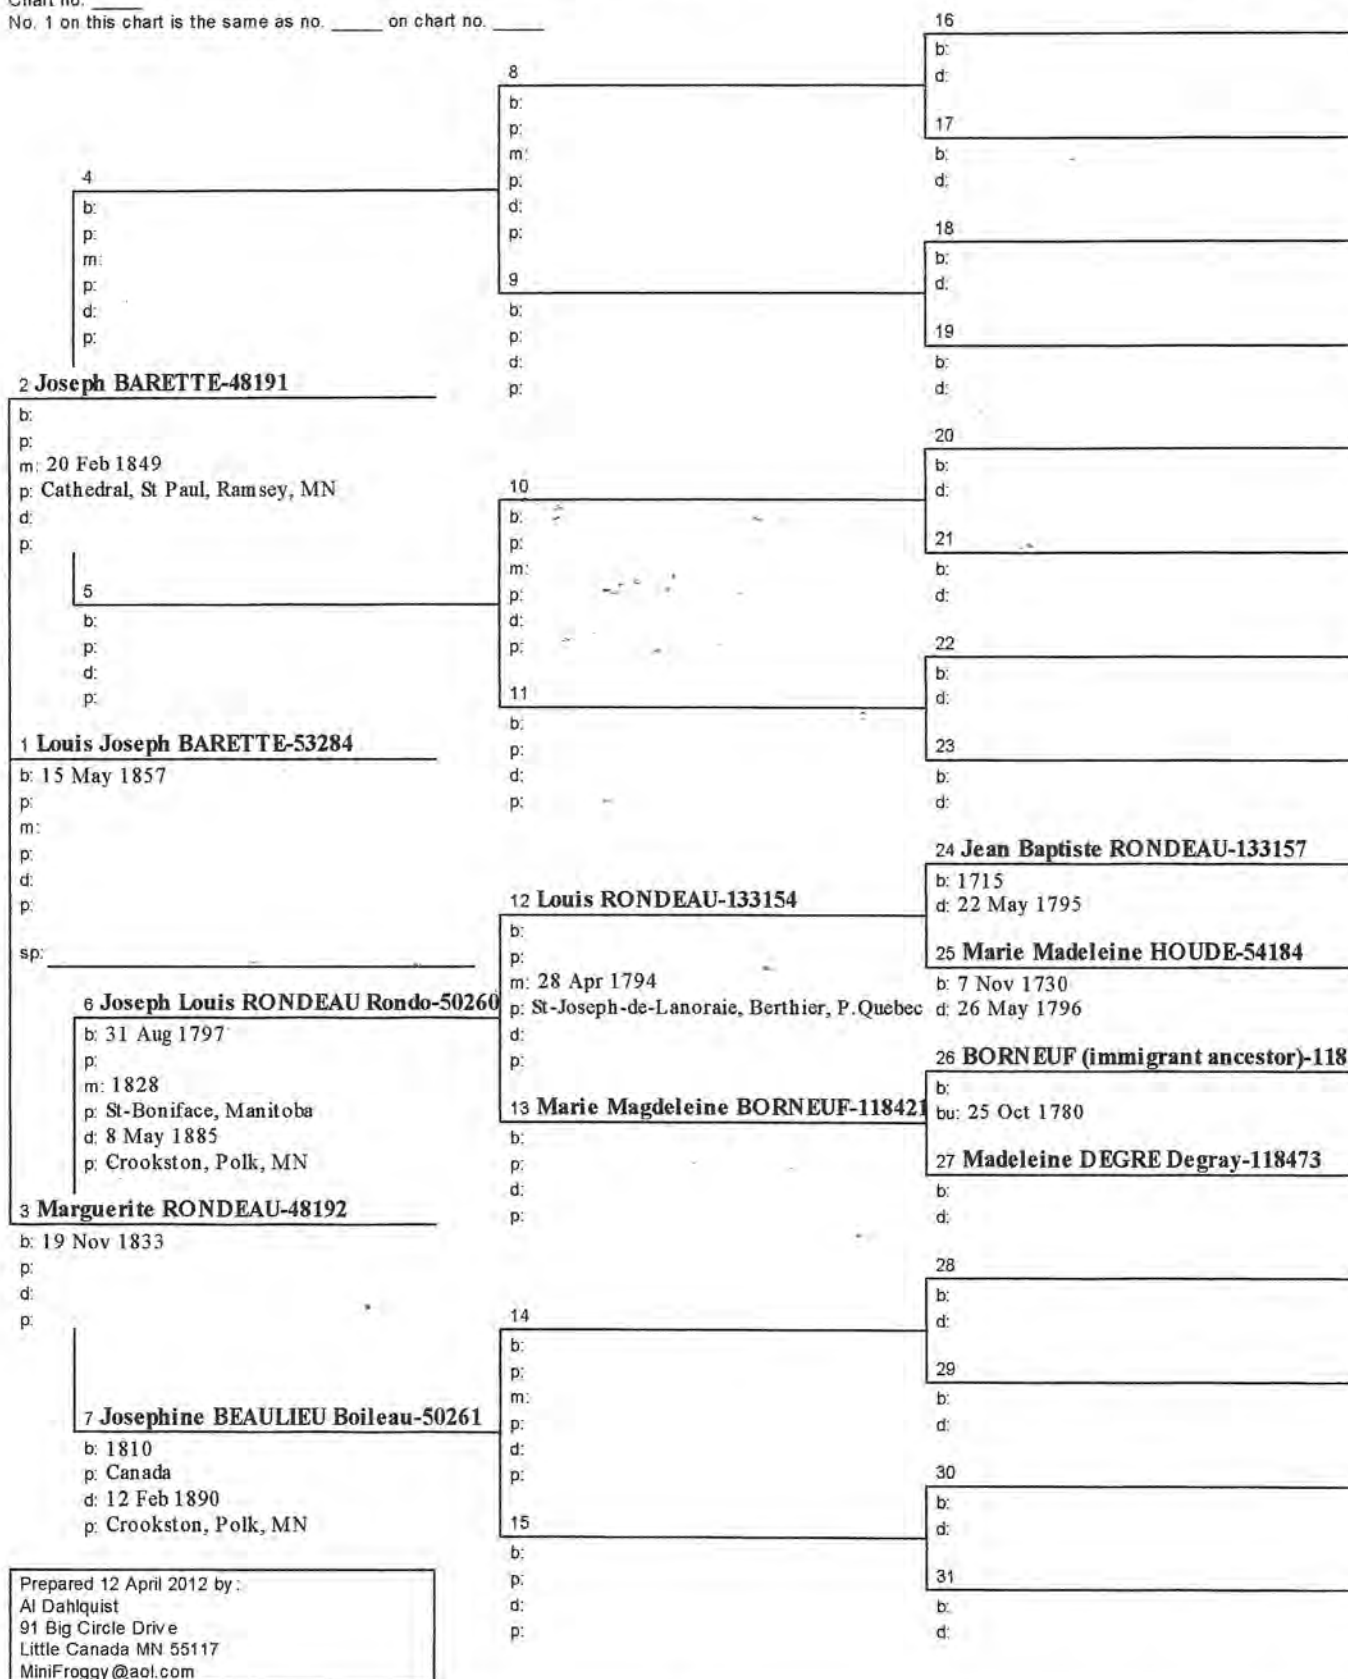 Chart no. _____
No. 1 on this chart is the same as no. _____ on chart no. _____
4
b:
p:
m:
p:
d:
p:
2 Joseph BARETTE-48191
b:
p:
m: 20 Feb 1849
p: Cathedral, St Paul, Ramsey, MN
d:
p:
5
b:
p:
d:
p:
1 Louis Joseph BARETTE-53284
b: 15 May 1857
p:
m:
p:
d:
p:
sp:
6 Joseph Louis RONDEAU Rondo-50260
b: 31 Aug 1797
p:
m: 1828
p: St-Boniface, Manitoba
d: 8 May 1885
p: Crookston, Polk, MN
3 Marguerite RONDEAU-48192
b: 19 Nov 1833
p:
d:
p:
7 Josephine BEAULIEU Boileau-50261
b: 1810
p: Canada
d: 12 Feb 1890
p: Crookston, Polk, MN
8
b:
p:
m:
p:
d:
p:
9
b:
p:
d:
p:
10
b:
p:
m:
p:
d:
p:
11
b:
p:
d:
p:
12 Louis RONDEAU-133154
b:
p:
m: 28 Apr 1794
p: St-Joseph-de-Lanoraie, Berthier, P.Quebec
d:
p:
13 Marie Magdeleine BORNEUF-118421
b:
p:
d:
p:
14
b:
p:
m:
p:
d:
p:
15
b:
p:
d:
p:
16
b:
d:
17
b:
d:
18
b:
d:
19
b:
d:
20
b:
d:
21
b:
d:
22
b:
d:
23
b:
d:
24 Jean Baptiste RONDEAU-133157
b: 1715
d: 22 May 1795
25 Marie Madeleine HOUDE-54184
b: 7 Nov 1730
d: 26 May 1796
26 BORNEUF (immigrant ancestor)-118
b:
bu: 25 Oct 1780
27 Madeleine DEGRE Degray-118473
b:
d:
28
b:
d:
29
b:
d:
30
b:
d:
31
b:
d:
Prepared 12 April 2012 by:
Al Dahlquist
91 Big Circle Drive
Little Canada MN 55117
MiniFroggy@aol.com